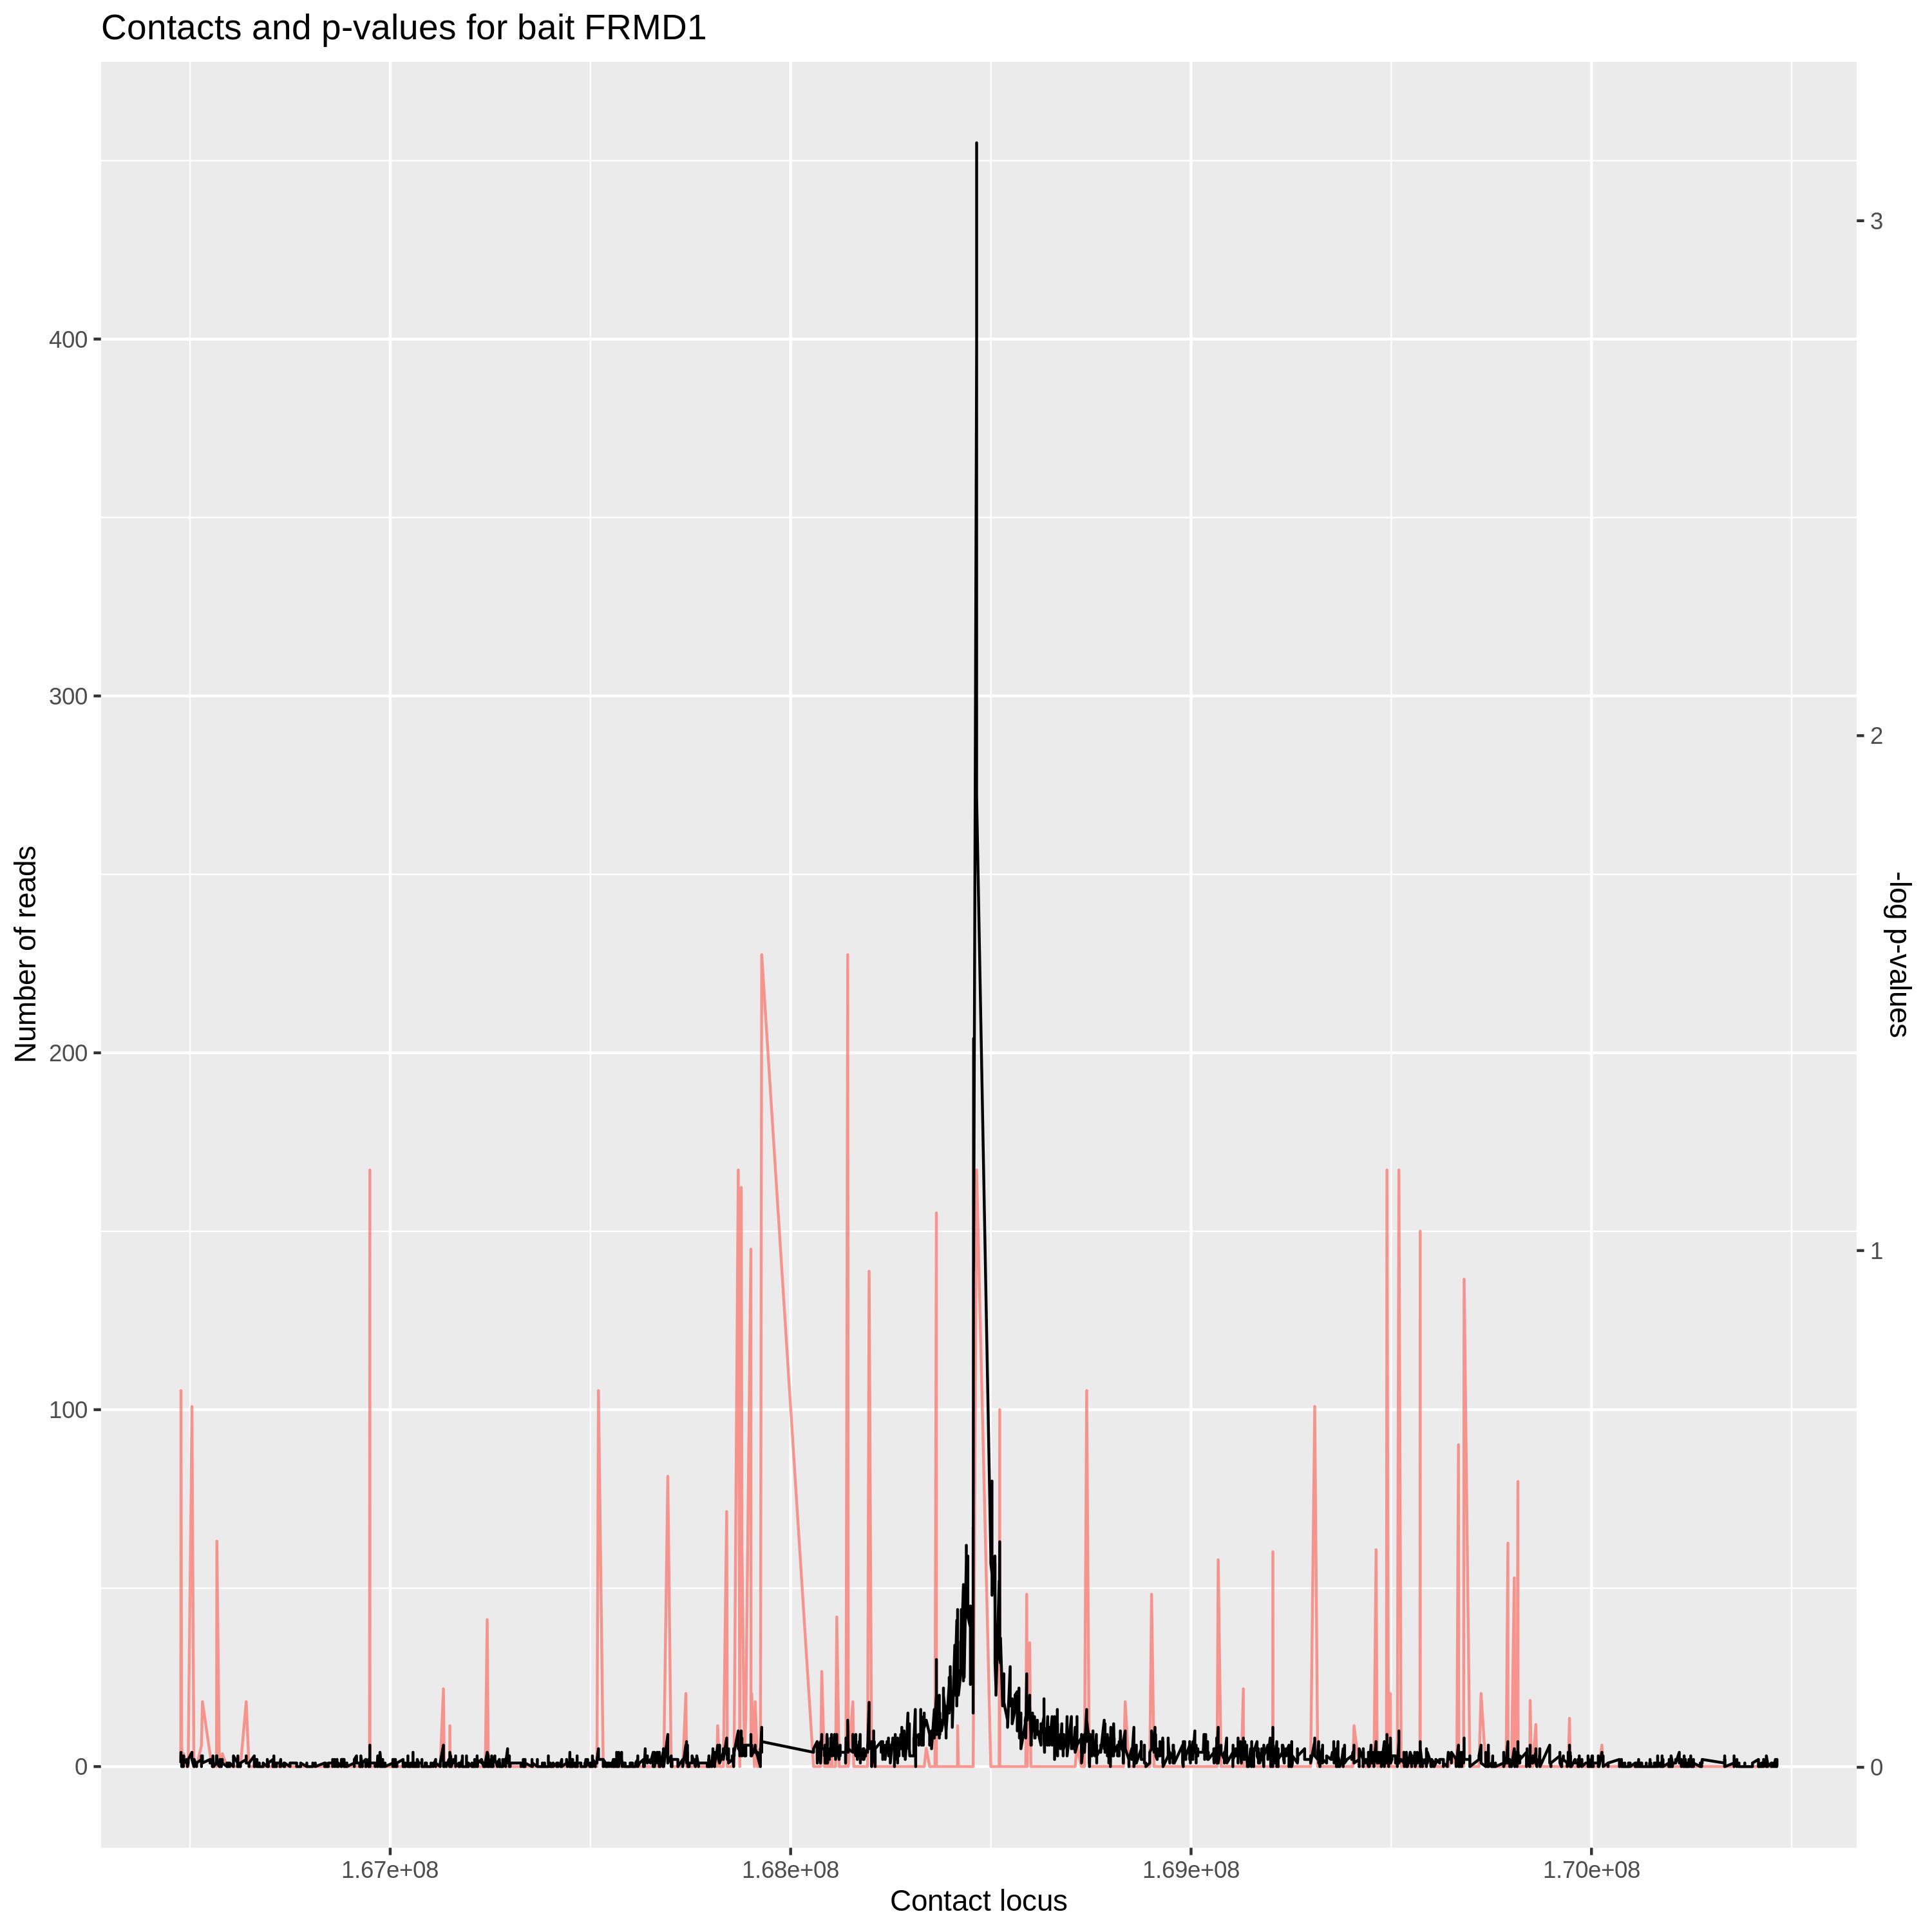 Contacts and p-values for bait FRMD1
400
300
200
100
0
Number of reads
3
2
1
0
-log p-values
1.67e+08 1.68e+08 1.69e+08 1.70e+08
Contact locus